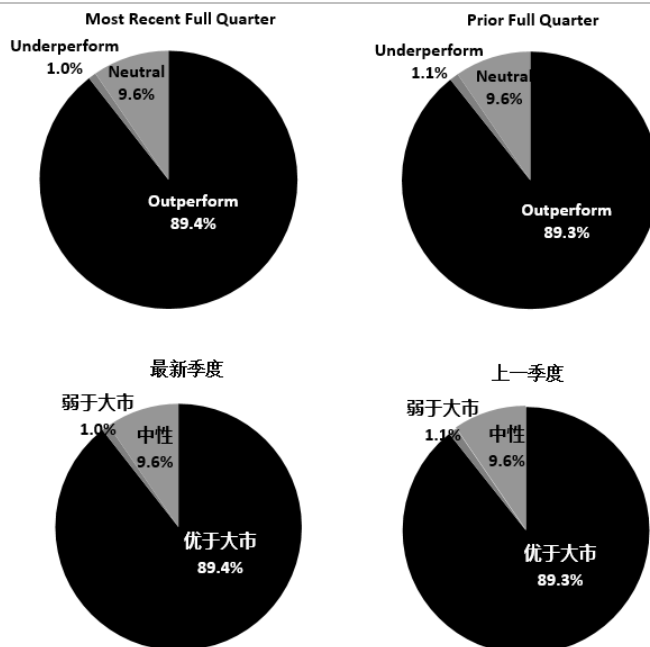 Most Recent Full Quarter
Underperform
1.0%
Neutral
9.6%
Outperform
89.4%
Prior Full Quarter
Underperform
1.1%
Neutral
9.6%
Outperform
89.3%
最新季度
弱于大市
1.0%
中性
9.6%
优于大市
89.4%
上一季度
弱于大市
1.1%
中性
9.6%
优于大市
89.3%